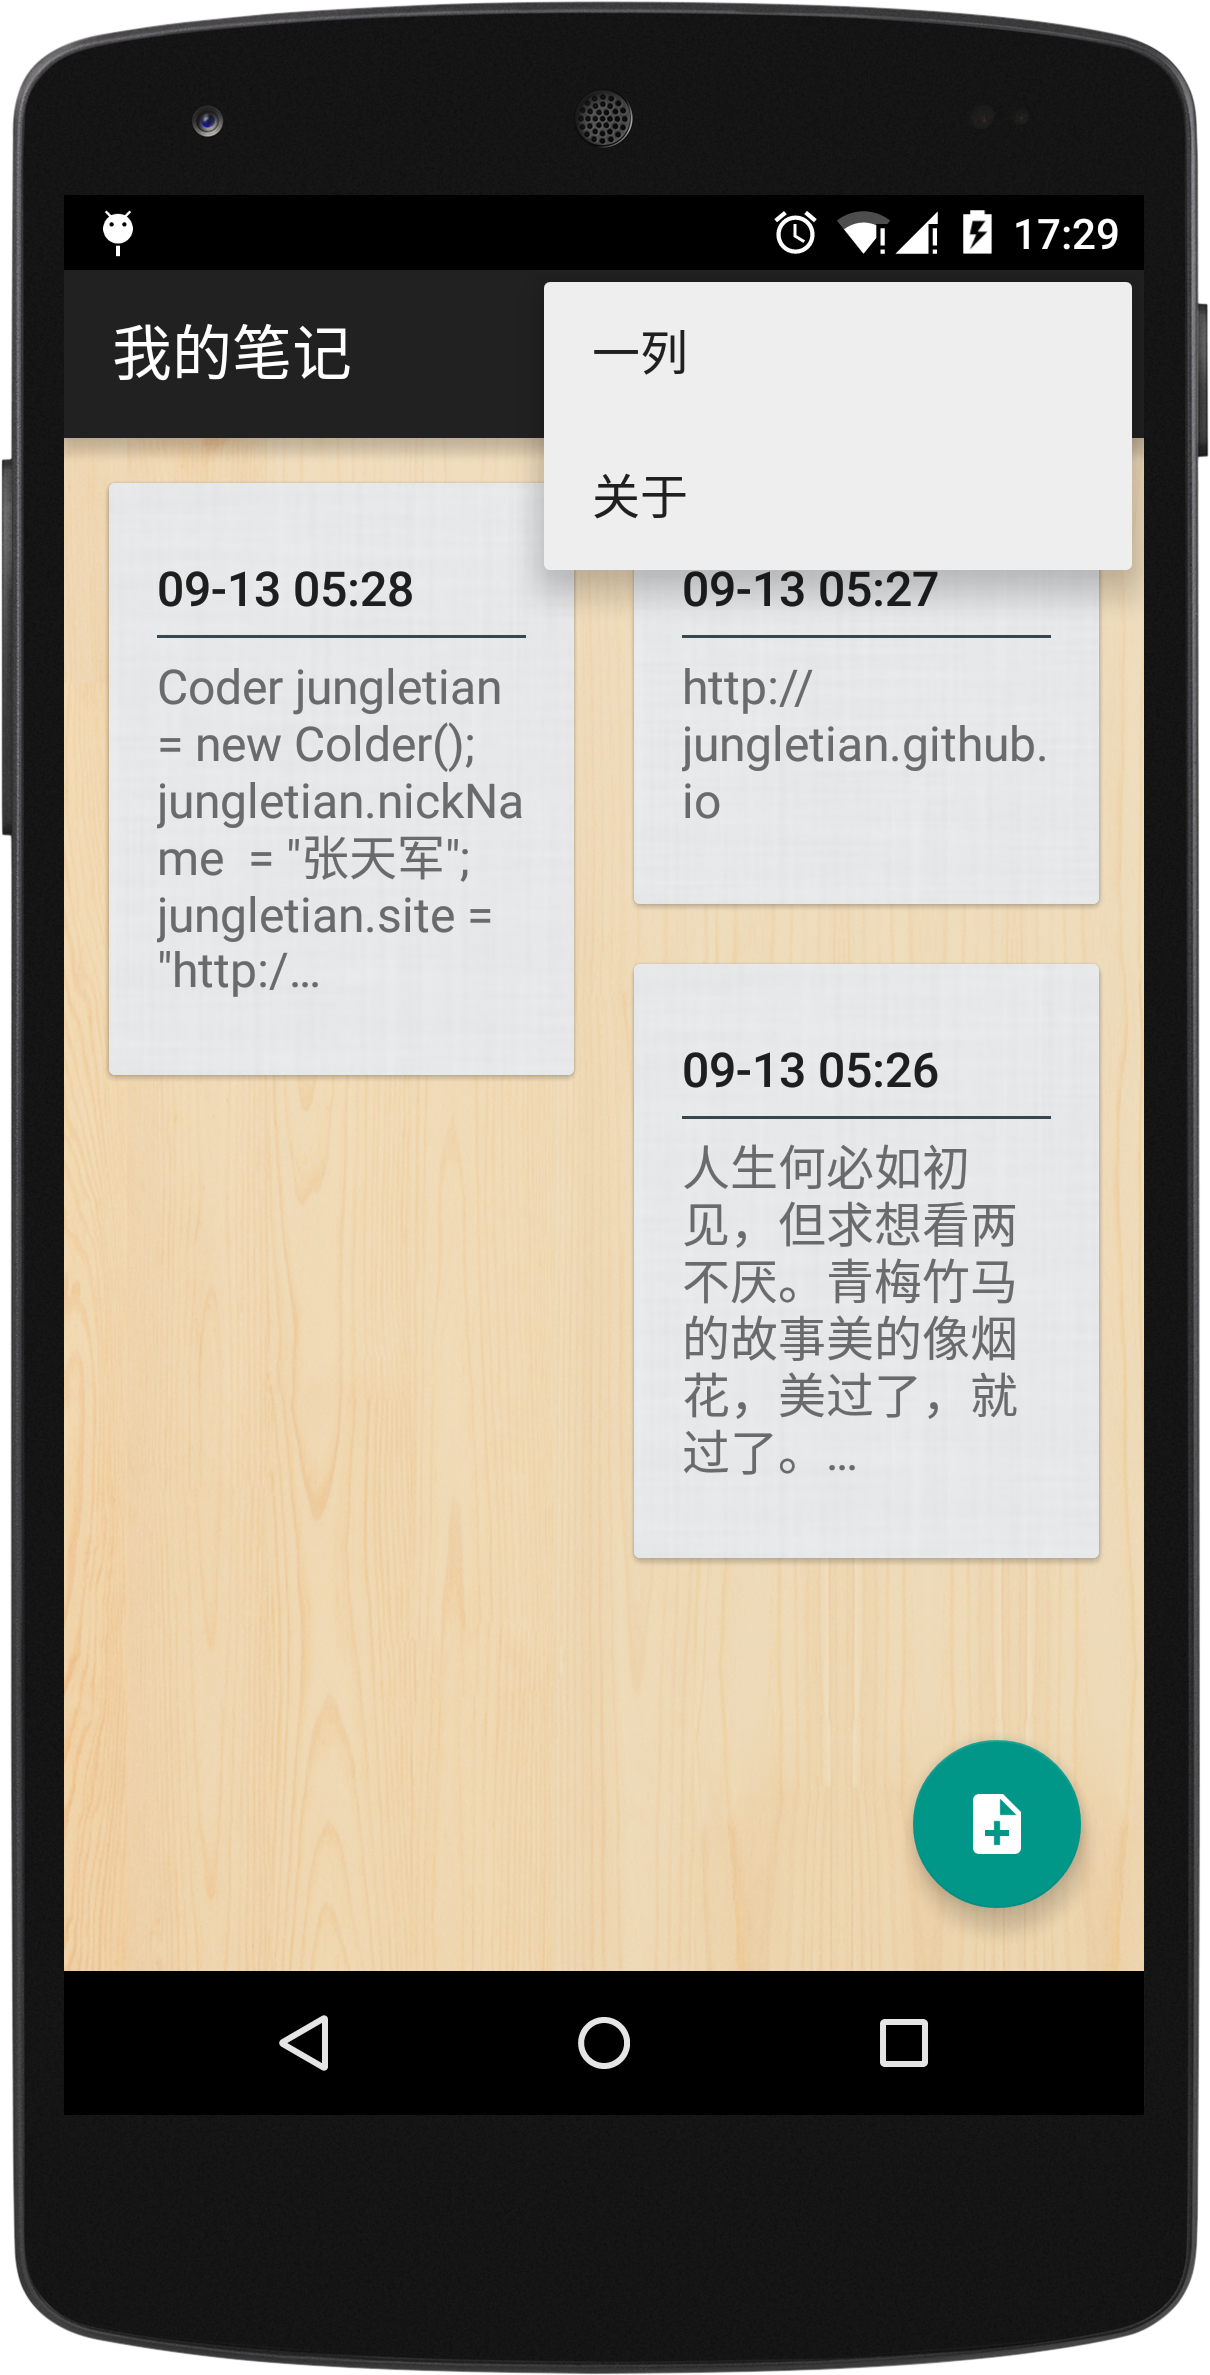 17:29
我的笔记
一列
关于
09-13 05:28
Coder jungletian
= new Colder();
jungletian.nickNa
me  = "张天军";
jungletian.site =
"http:/...
09-13 05:27
http://
jungletian.github.
io
09-13 05:26
人生何必如初
见，但求想看两
不厌。青梅竹马
的故事美的像烟
花，美过了，就
过了。...